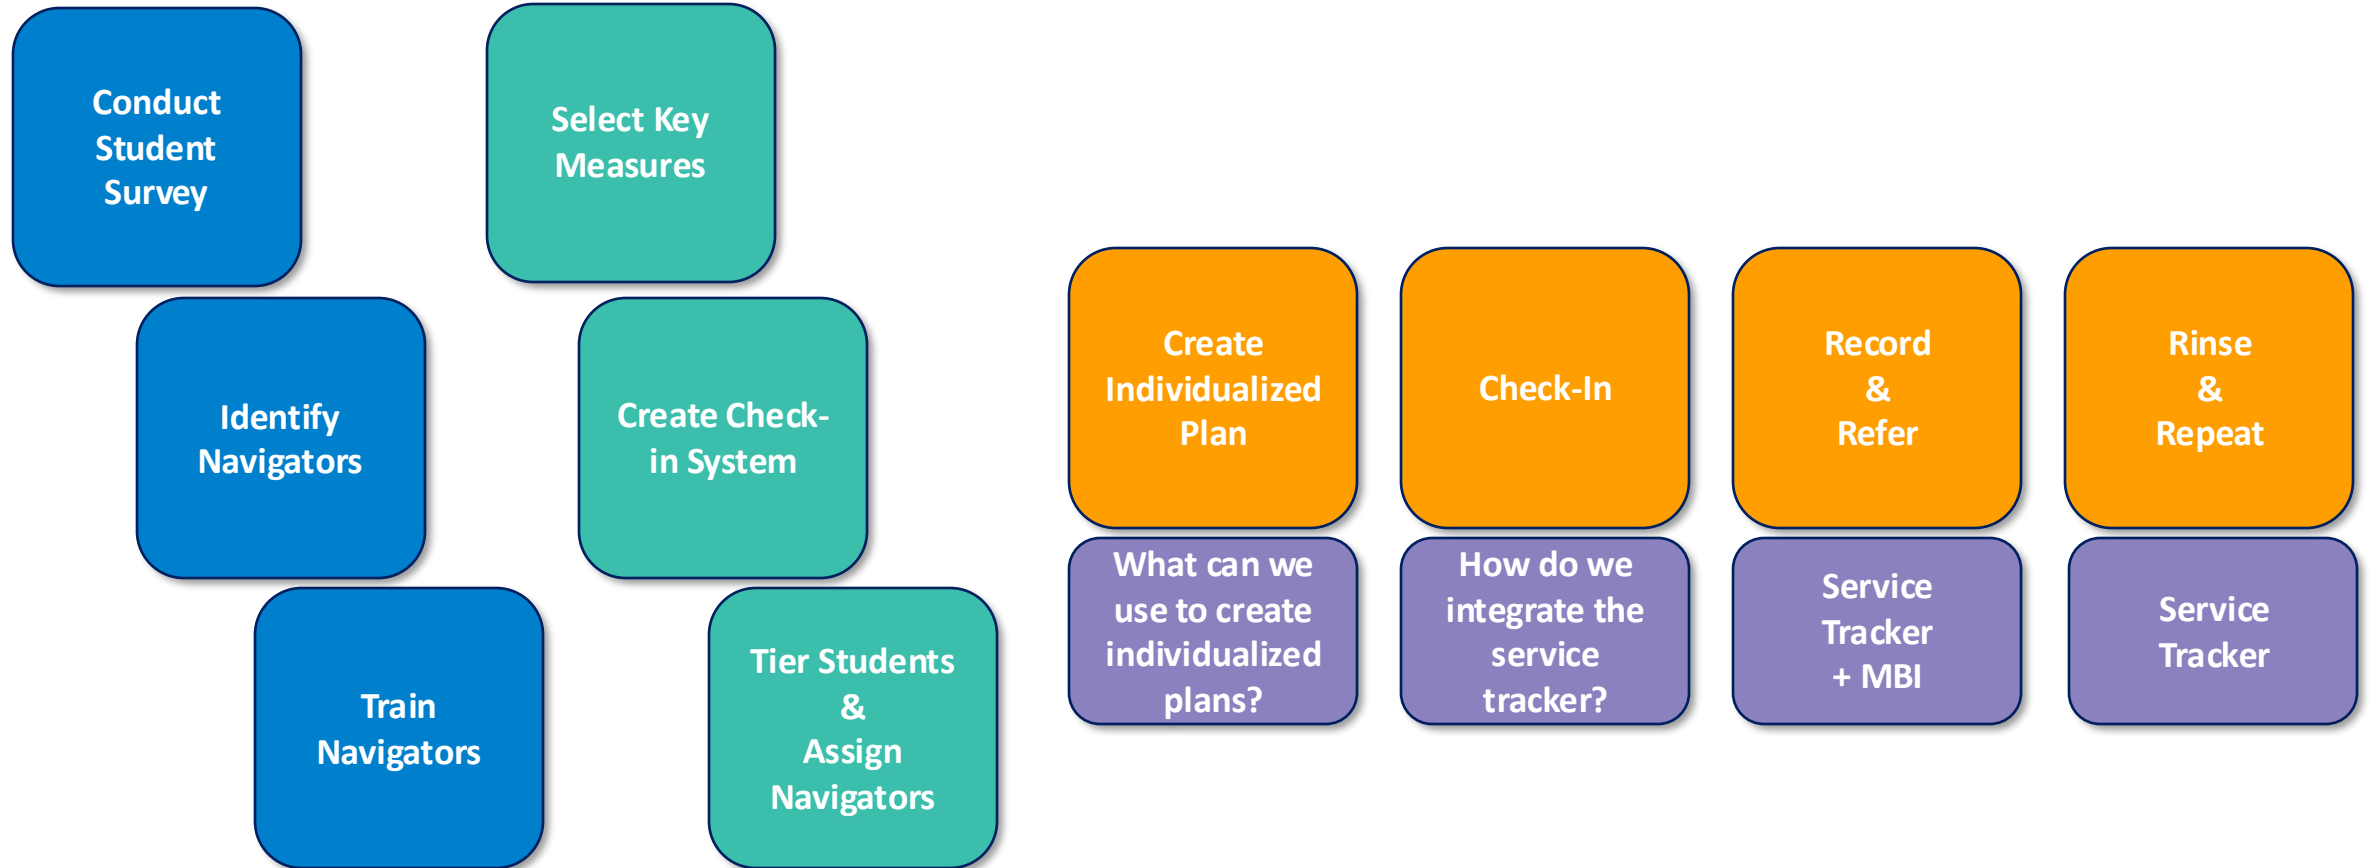 Conduct
Student
Survey
Identify
Navigators
Train
Navigators
Select Key
Measures
Create Check-
in System
Tier Students
&
Assign
Navigators
Create
Individualized
Plan
What can we
use to create
individualized
plans?
Check-In
How do we
integrate the
service
tracker?
Record
&
Refer
Service
Tracker
+ MBI
Rinse
&
Repeat
Service
Tracker